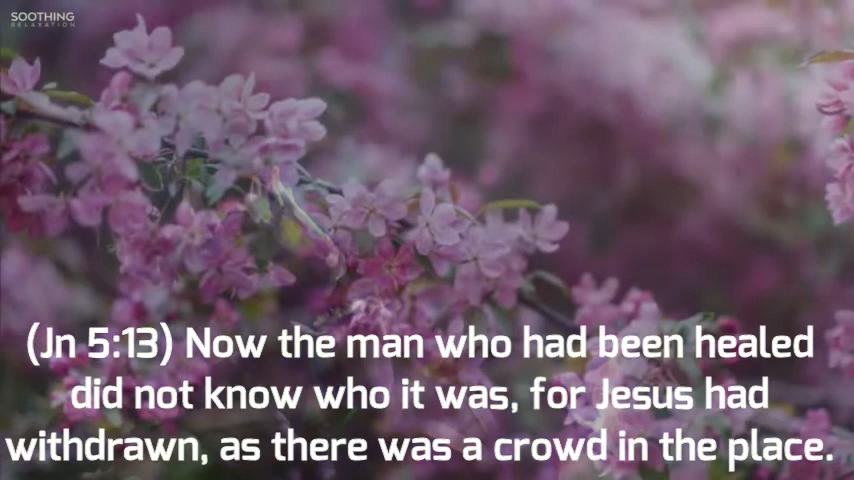 SOOTHING
RELAXATION
(Jn 5:13) Now the man who had been healed
did not know who it was, for Jesus had
withdrawn, as there was a crowd in the place.